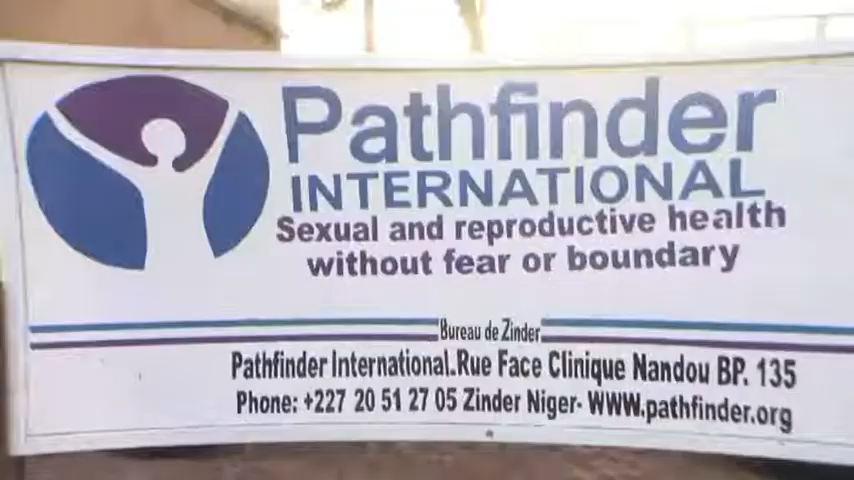 Pathfinder
INTERNATIONAL
Sexual and reproductive health
without fear or boundary
Bureau de Zinder
Pathfinder International.Rue Face Clinique Nandou BP. 135
Phone: +227 20 51 27 05 Zinder Niger- WWW.pathfinder.org